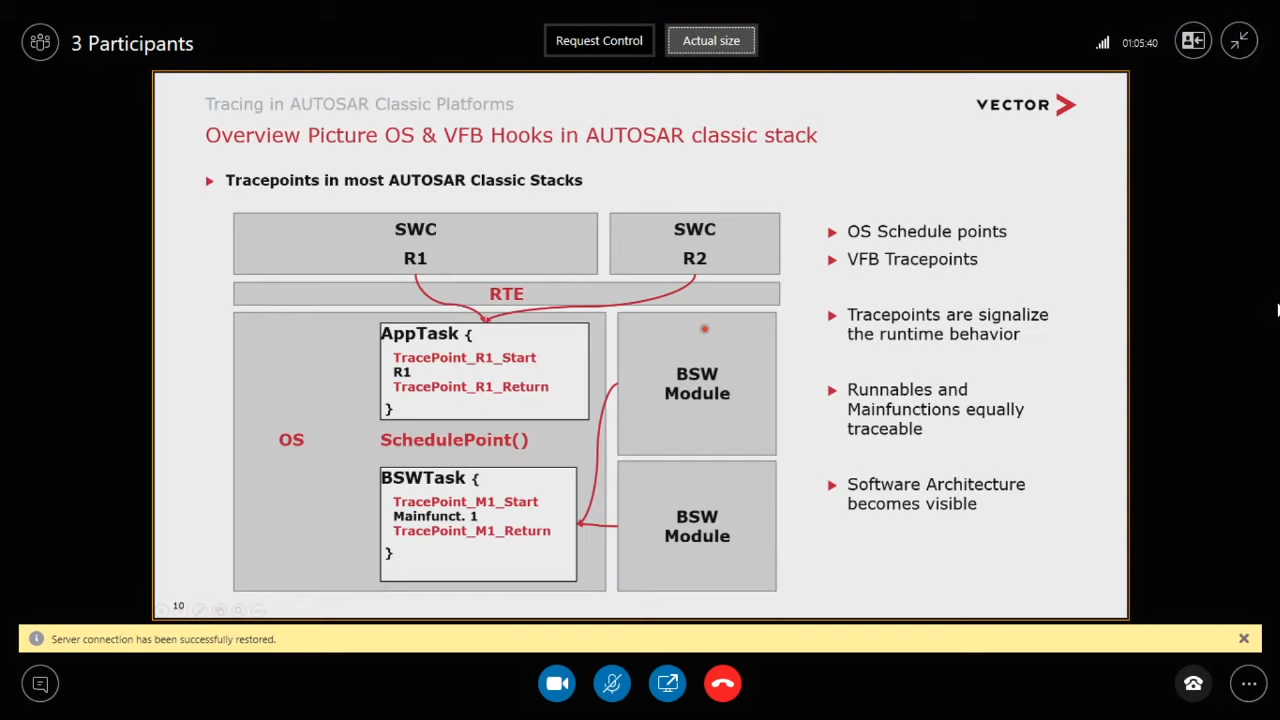 3 Participants
Request Control
Actual size
01:05:40
Tracing in AUTOSAR Classic Platforms
VECTOR
Overview Picture OS & VFB Hooks in AUTOSAR classic stack
Tracepoints in most AUTOSAR Classic Stacks
SWC
R1
SWC
R2
RTE
AppTask {
TracePoint_R1_Start
R1
TracePoint_R1_Return
}
OS
SchedulePoint()
BSWTask {
TracePoint_M1_Start
Mainfunct. 1
TracePoint_M1_Return
}
BSW
Module
BSW
Module
OS Schedule points
VFB Tracepoints
Tracepoints are signalize
the runtime behavior
Runnables and
Mainfunctions equally
traceable
Software Architecture
becomes visible
10
Server connection has been successfully restored.